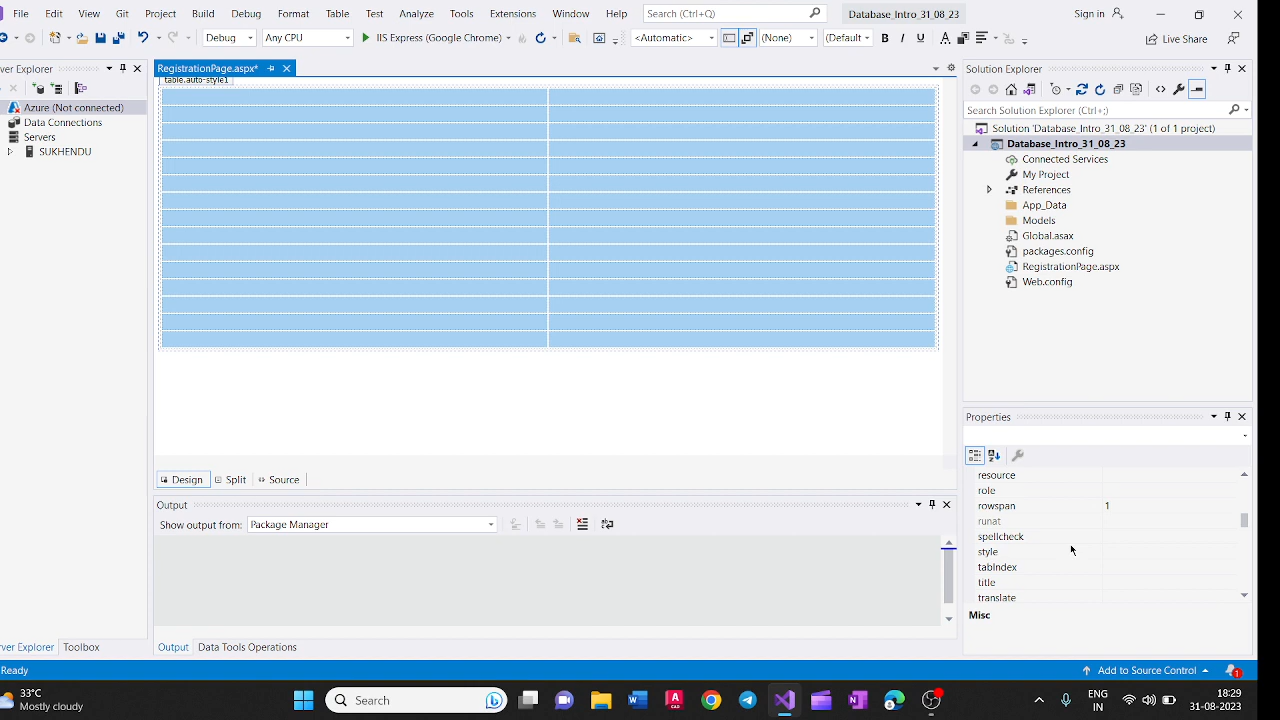 File Edit View Git Project Build Debug Format Table Test Analyze Tools Extensions Window Help Search (Ctrl+Q) Database_Intro_31_08_23 Sign in
Debug Any CPU IIS Express (Google Chrome) <Automatic> (None) (Default B I U A Live Share
ver Explorer
RegistrationPage.aspx*
Solution Explorer
table.auto-style1
Azure (Not connected)
Data Connections
Servers
SUKHENDU
Search Solution Explorer (Ctrl+;)
Solution 'Database_Intro_31_08_23' (1 of 1 project)
Database_Intro_31_08_23
Connected Services
My Project
References
App_Data
Models
Global.asax
packages.config
RegistrationPage.aspx
Web.config
Properties
resource
role
rowspan 1
runat
spellcheck
style
tabIndex
title
translate
Misc
Design Split Source
Output
Show output from: Package Manager
rver Explorer Toolbox
Output Data Tools Operations
Ready
Add to Source Control 1
33°C
Mostly cloudy
Search
ENG
IN
18:29
31-08-2023